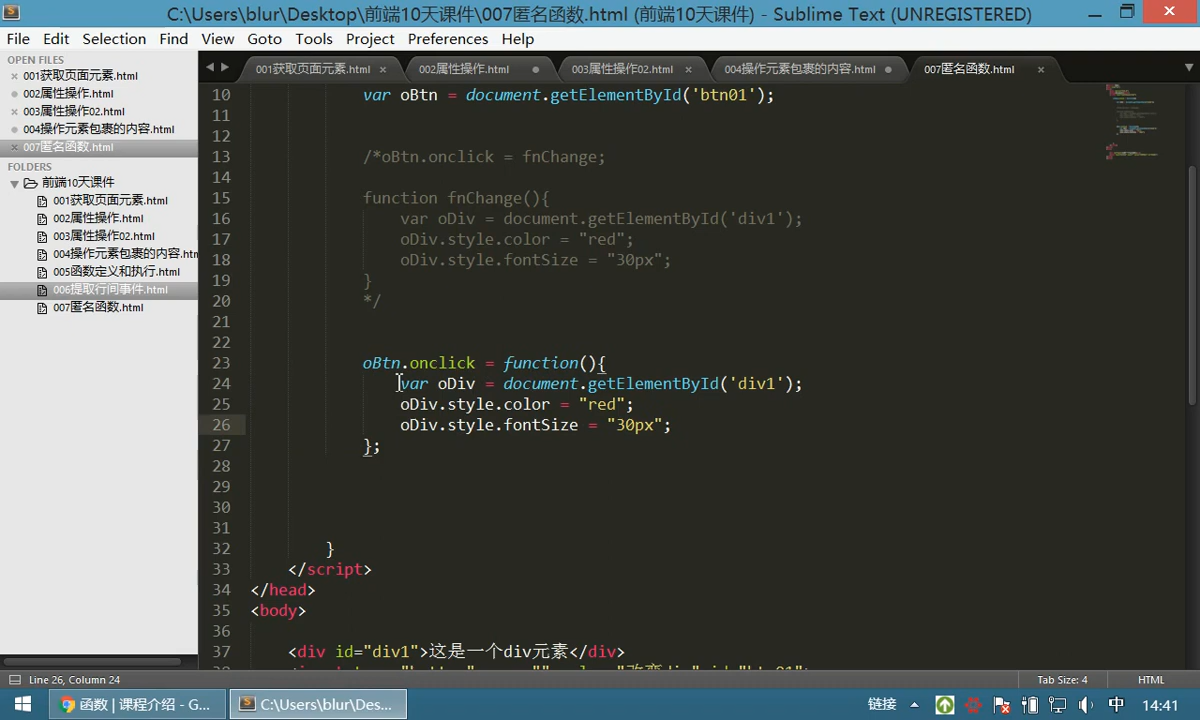 C:\Users\blur\Desktop\前端10天课件\007匿名函数.html (前端10天课件) - Sublime Text (UNREGISTERED)
File Edit Selection Find View Goto Tools Project Preferences Help
OPEN FILES
001获取页面元素.html
002属性操作.html
003属性操作02.html
004操作元素包裹的内容.html
007匿名函数.html
FOLDERS
前端10天课件
001获取页面元素.html
002属性操作.html
003属性操作02.html
004操作元素包裹的内容.htm
005函数定义和执行.html
006提取行间事件.html
007匿名函数.html
001获取页面元素.html 002属性操作.html 003属性操作02.html 004操作元素包裹的内容.html 007匿名函数.html
10 var oBtn = document.getElementById('btn01');
11
12
13 /*oBtn.onclick = fnChange;
14
15 function fnChange(){
16 var oDiv = document.getElementById('div1');
17 oDiv.style.color = "red";
18 oDiv.style.fontSize = "30px";
19 }
20 */
21
22
23 oBtn.onclick = function(){
24 var oDiv = document.getElementById('div1');
25 oDiv.style.color = "red";
26 oDiv.style.fontSize = "30px";
27 };
28
29
30
31
32 }
33 </script>
34 </head>
35 <body>
36
37 <div id="div1">这是一个div元素</div>
Line 26, Column 24 Tab Size: 4 HTML
函数 | 课程介绍 - G... C:\Users\blur\Des... 链接 中 14:41